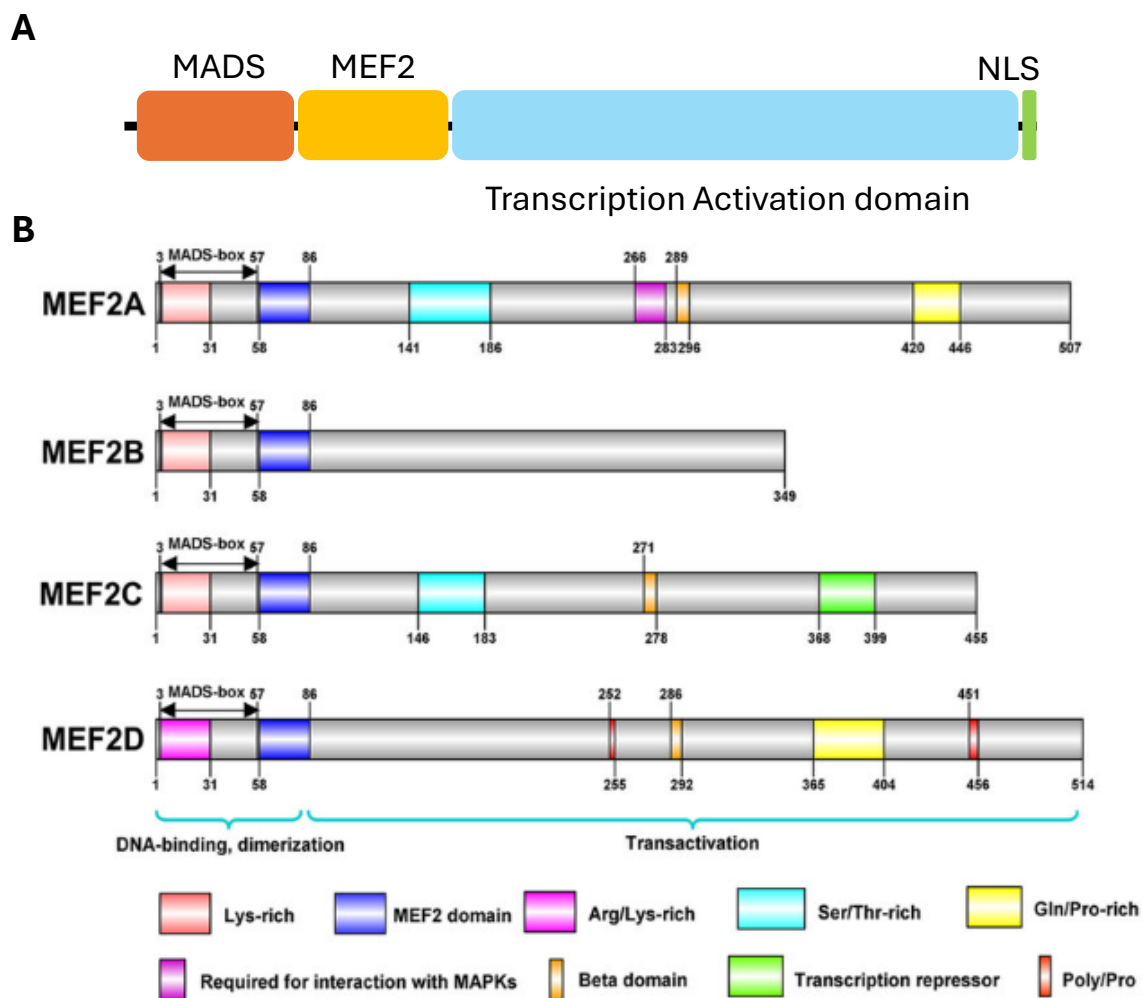 A
MADS MEF2 NLS
Transcription Activation domain
B
3 MADS-box 57 86 266 289
MEF2A
1 31 58 141 186 283 296 420 446 507
3 MADS-box 57 86
MEF2B
1 31 58 349
3 MADS-box 57 86 271
MEF2C
1 31 58 146 183 278 368 399 455
3 MADS-box 57 86 252 286 451
MEF2D
1 31 58 255 292 365 404 456 514
DNA-binding, dimerization Transactivation
Lys-rich MEF2 domain Arg/Lys-rich Ser/Thr-rich Gln/Pro-rich
Required for interaction with MAPKs Beta domain Transcription repressor Poly/Pro